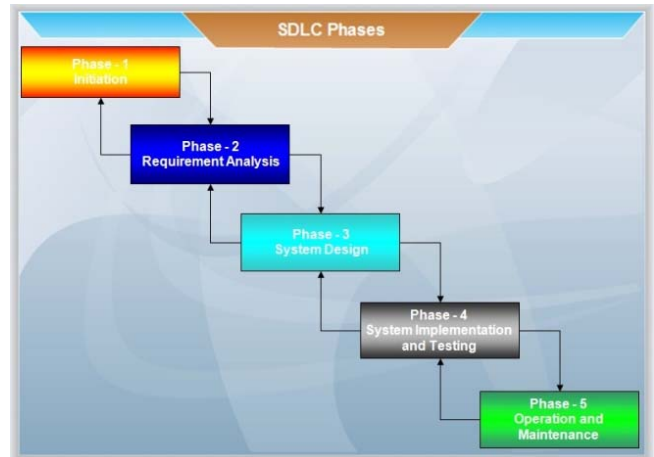 SDLC Phases
Phase - 1
Initiation
Phase - 2
Requirement Analysis
Phase - 3
System Design
Phase - 4
System Implementation
and Testing
Phase - 5
Operation and
Maintenance